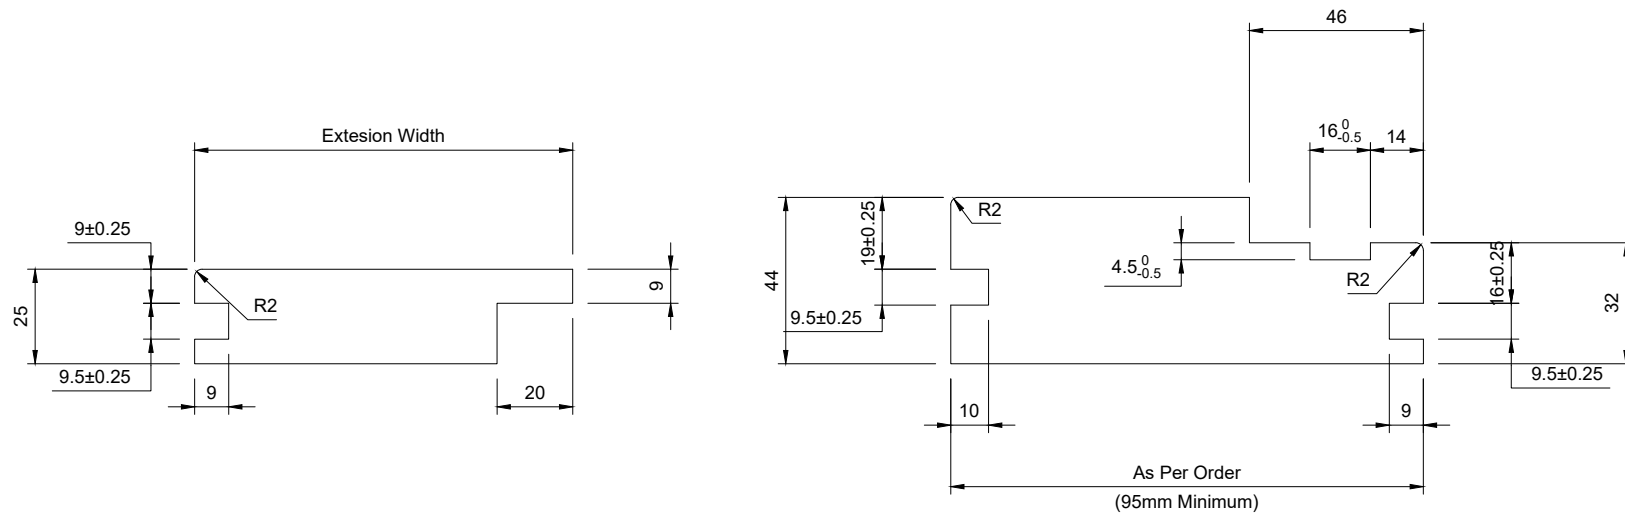 46
16 0 -0.5
14
Extesion Width
R2
19±0.25
9±0.25
4.5 0 -0.5
R2
16±0.25
44
25
R2
9
32
9.5±0.25
9.5±0.25
9.5±0.25
9
20
10
9
As Per Order
(95mm Minimum)